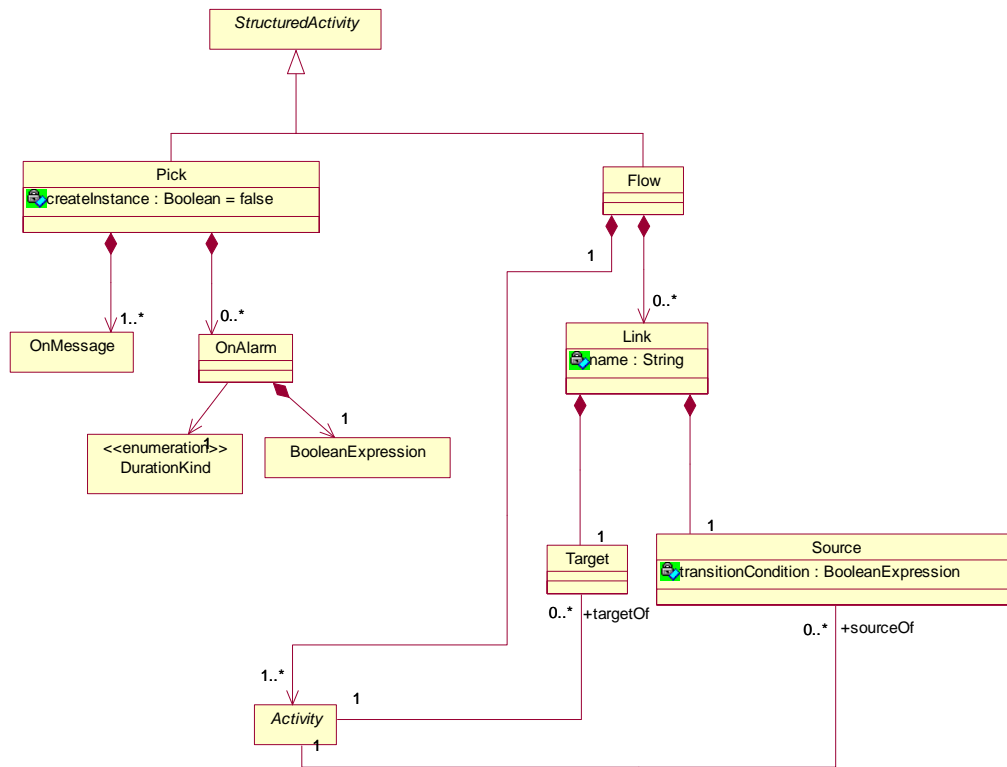 StructuredActivity
Pick
createInstance : Boolean = false
Flow
1
1..*
0..*
0..*
OnMessage
OnAlarm
Link
name : String
1
1
<<enumeration>>
DurationKind
BooleanExpression
1
1
Target
Source
transitionCondition : BooleanExpression
0..*
+targetOf
0..*
+sourceOf
1..*
1
Activity
1